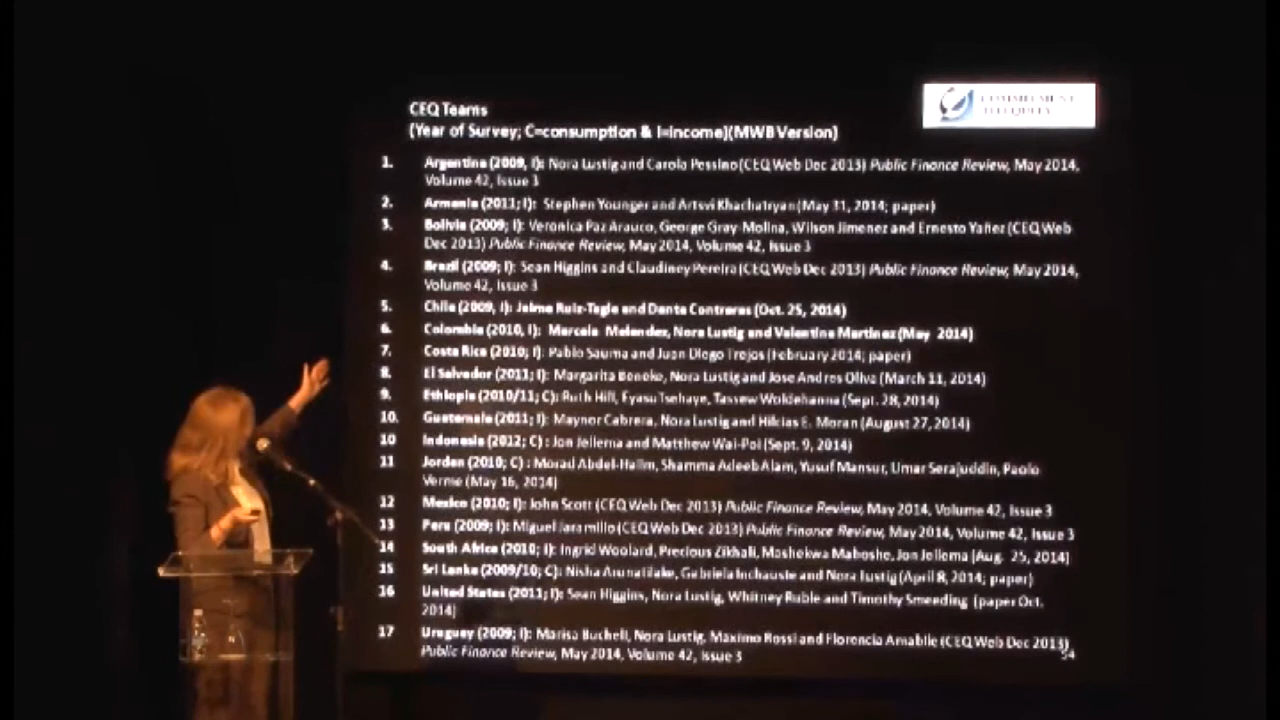 COMMITMENT
TO EQUITY
CEQ Teams
(Year of Survey; C=consumption & I=income)(MWB Version)
1. Argentina (2009, I): Nora Lustig and Carola Pessino (CEQ Web Dec 2013) Public Finance Review, May 2014,
Volume 42, Issue 3
2. Armenia (2011; I): Stephen Younger and Artsvi Khachatryan (May 31, 2014; paper)
3. Bolivia (2009; I): Veronica Paz Arauco, George Gray Molina, Wilson Jimenez and Ernesto Yañez (CEQ Web
Dec 2013) Public Finance Review, May 2014, Volume 42, Issue 3
4. Brazil (2009; I): Sean Higgins and Claudiney Pereira (CEQ Web Dec 2013) Public Finance Review, May 2014,
Volume 42, Issue 3
5. Chile (2009, I): Jaime Ruiz-Tagle and Dante Contreras (Oct. 25, 2014)
6. Colombia (2010, I): Marcela Melendez, Nora Lustig and Valentina Martinez (May 2014)
7. Costa Rica (2010; I): Pablo Sauma and Juan Diego Trejos (February 2014; paper)
8. El Salvador (2011; I): Margarita Beneke, Nora Lustig and Jose Andres Oliva (March 11, 2014)
9. Ethiopia (2010/11; C): Ruth Hill, Eyasu Tsehaye, Tassew Woldehanna (Sept. 28, 2014)
10. Guatemala (2011; I): Maynor Cabrera, Nora Lustig and Hilcias E. Moran (August 27, 2014)
10 Indonesia (2012; C) : Jon Jellema and Matthew Wai-Poi (Sept. 9, 2014)
11 Jordan (2010; C) : Morad Abdel-Halim, Shamma Adeeb Alam, Yusuf Mansur, Umar Serajuddin, Paolo
Verme (May 16, 2014)
12 Mexico (2010; I): John Scott (CEQ Web Dec 2013) Public Finance Review, May 2014, Volume 42, Issue 3
13 Peru (2009; I): Miguel Jaramillo (CEQ Web Dec 2013) Public Finance Review, May 2014, Volume 42, Issue 3
14 South Africa (2010; I): Ingrid Woolard, Precious Zikhali, Mashekwa Maboshe, Jon Jellema (Aug. 25, 2014)
15 Sri Lanka (2009/10; C): Nisha Arunatilake, Gabriela Inchauste and Nora Lustig (April 8, 2014; paper)
16 United States (2011; I): Sean Higgins, Nora Lustig, Whitney Ruble and Timothy Smeeding (paper Oct.
2014)
17 Uruguay (2009; I): Marisa Bucheli, Nora Lustig, Maximo Rossi and Florencia Amabile (CEQ Web Dec 2013)
Public Finance Review, May 2014, Volume 42, Issue 3
54